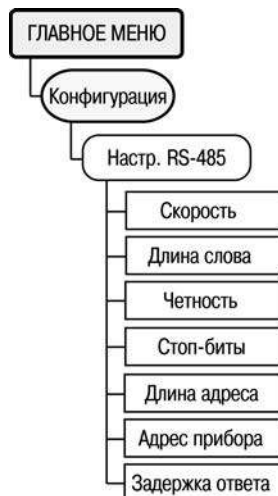 ГЛАВНОЕ МЕНЮ
Конфигурация
Настр. RS-485
Скорость
Длина слова
Четность
Стоп-биты
Длина адреса
Адрес прибора
Задержка ответа